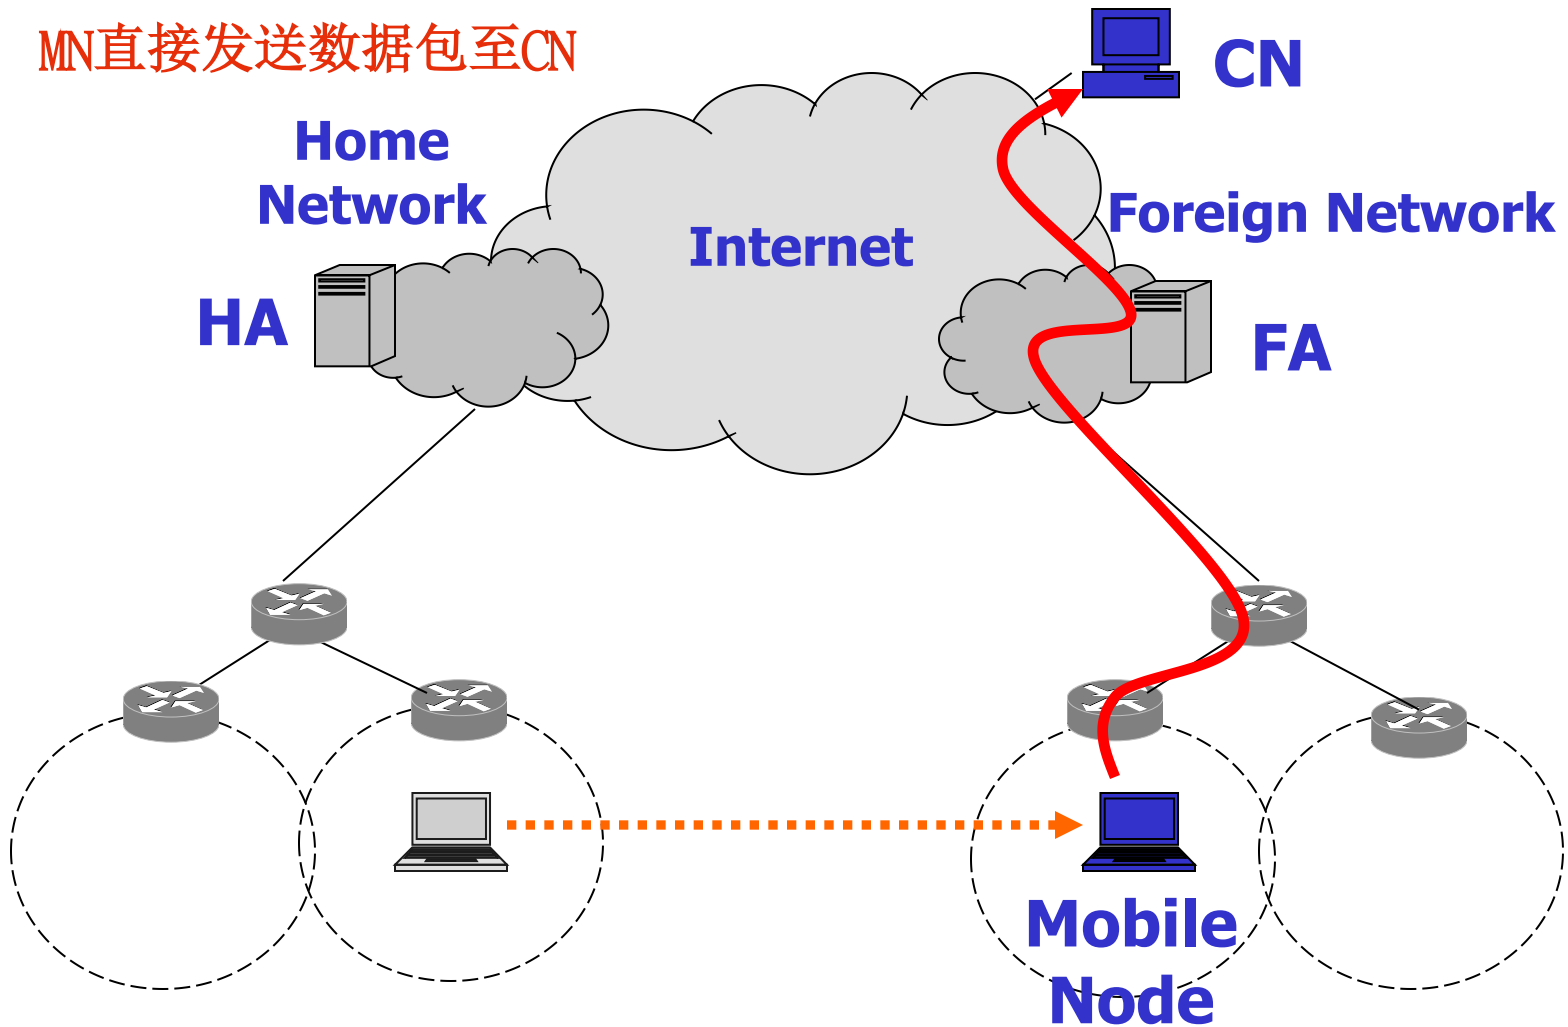 MN直接发送数据包至CN
CN
Home
Network
Foreign Network
Internet
HA
FA
Mobile
Node